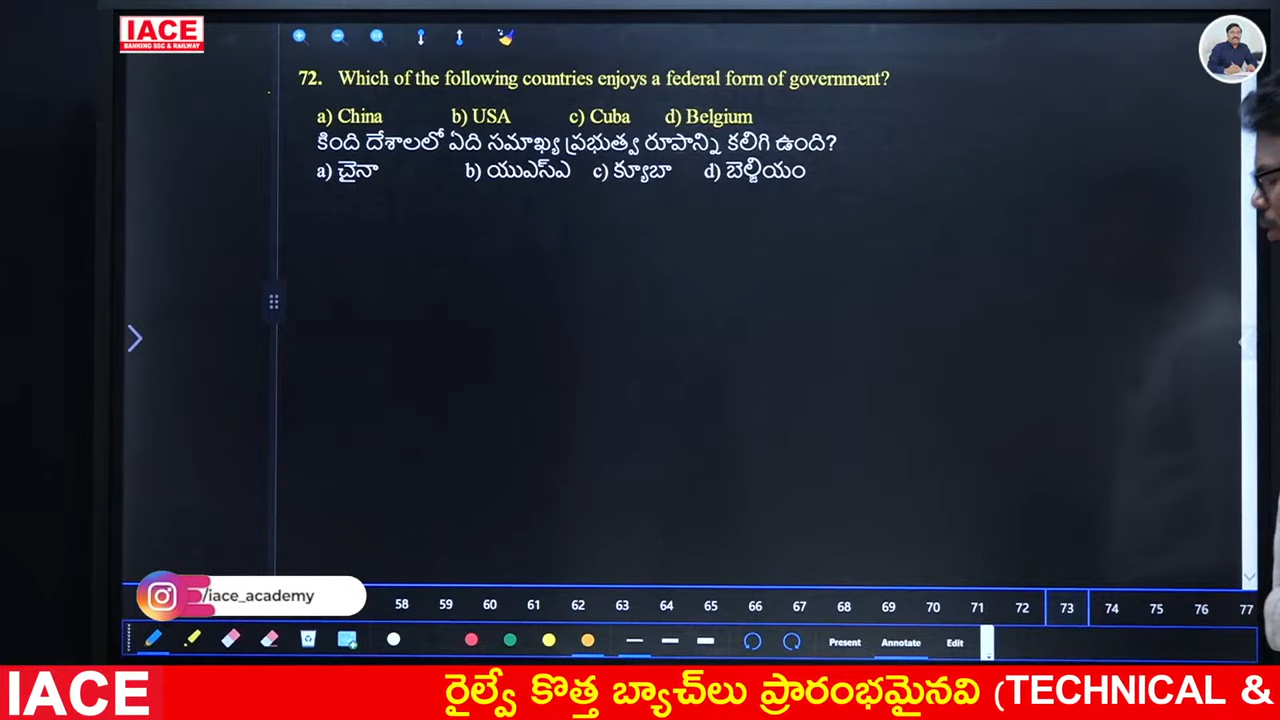 IACE
BANKING SSC & RAILWAY
72. Which of the following countries enjoys a federal form of government?
a) China b) USA c) Cuba d) Belgium
కింది దేశాలలో ఏది సమాఖ్య ప్రభుత్వ రూపాన్ని కలిగి ఉంది?
a) చైనా b) యుఎస్ఎ c) క్యూబా d) బెల్జియం
/iace_academy
58 59 60 61 62 63 64 65 66 67 68 69 70 71 72 73 74 75 76 77
Present Annotate Edit
IACE రైల్వే కొత్త బ్యాచ్‌లు ప్రారంభమైనవి (TECHNICAL &